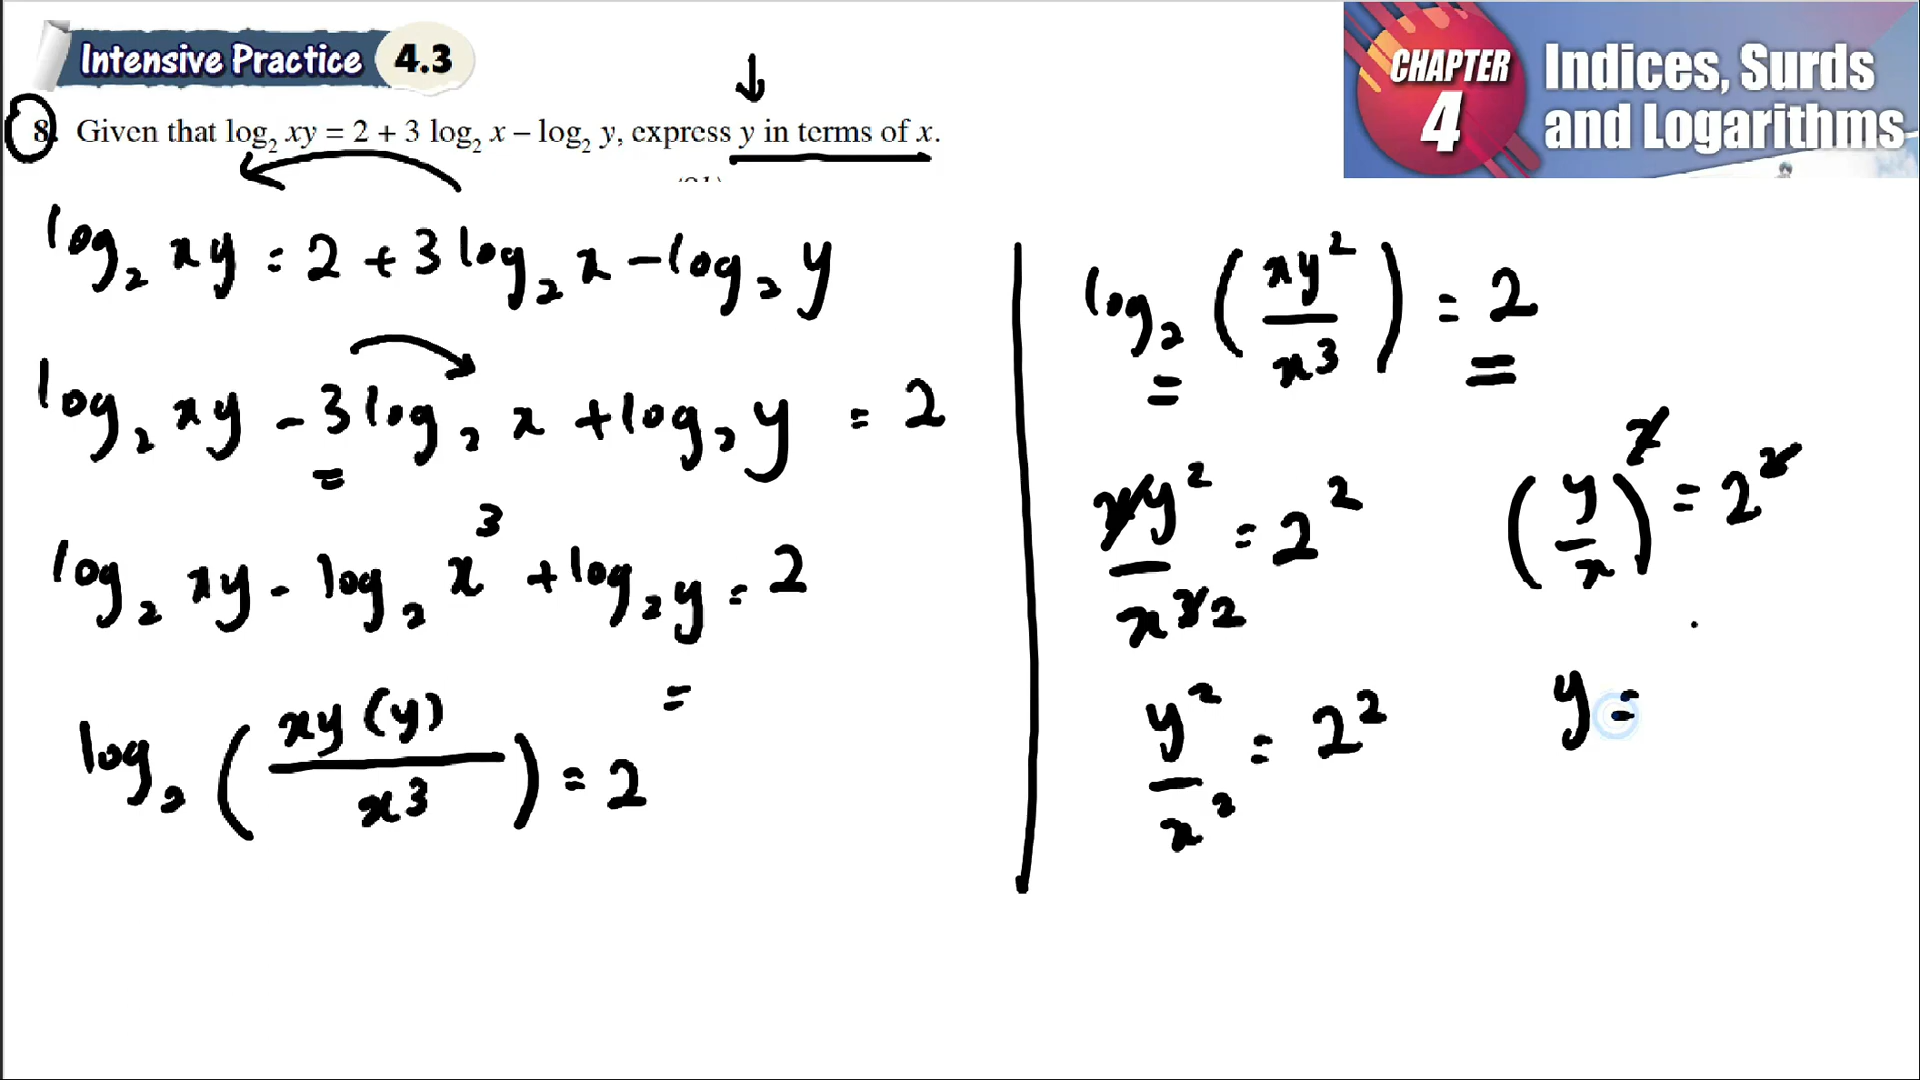 Intensive Practice 4.3
CHAPTER 4
Indices, Surds
and Logarithms
8. Given that log₂ xy = 2 + 3 log₂ x – log₂ y, express y in terms of x.
log₂ xy = 2 + 3 log₂ x – log₂ y
log₂ xy – 3 log₂ x + log₂ y = 2
log₂ xy – log₂ x³ + log₂ y = 2
=
log₂ (xy(y)/x³) = 2
log₂ (xy²/x³) = 2
xy²/x³ 2 = 2²
y²/x² = 2²
(y/x)² = 2²
y =